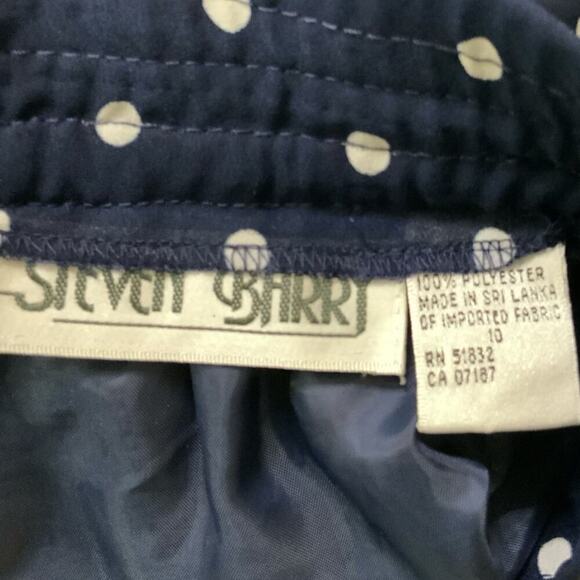 STEVEN BARRY
100% POLYESTER
MADE IN SRI LANKA
OF IMPORTED FABRIC
10
RN 51832
CA 07187